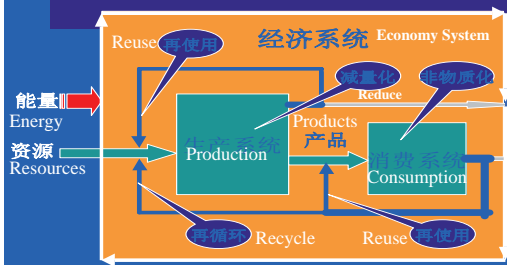 Reuse 再使用
经济系统 Economy System
减量化
非物质化
Reduce
能量
Energy
资源
Resources
生产系统
Production
Products
产品
消费系统
Consumption
再循环 Recycle
Reuse 再使用